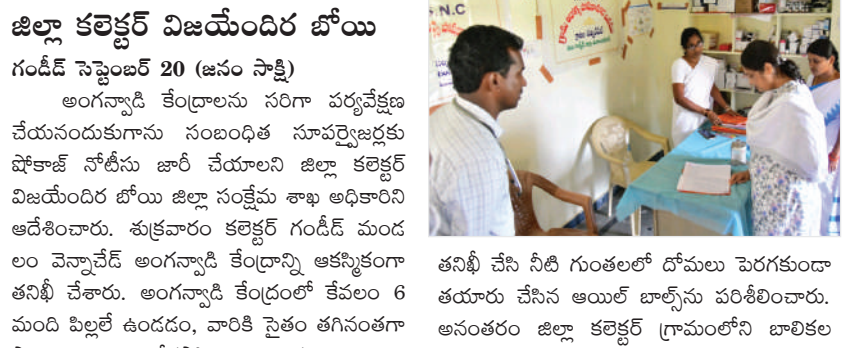 జిల్లా కలెక్టర్ విజయేందిర బోయి
గండీడ్ సెప్టెంబర్ 20 (జనం సాక్షి)
అంగన్వాడి కేంద్రాలను సరిగా పర్యవేక్షణ
చేయనందుకుగాను సంబంధిత సూపర్వైజర్లకు
షోకాజ్ నోటీసు జారీ చేయాలని జిల్లా కలెక్టర్
విజయేందిర బోయి జిల్లా సంక్షేమ శాఖ అధికారిని
ఆదేశించారు. శుక్రవారం కలెక్టర్ గండీడ్ మండ
లం వెన్నాచేడ్ అంగన్వాడి కేంద్రాన్ని ఆకస్మికంగా
తనిఖీ చేశారు. అంగన్వాడి కేంద్రంలో కేవలం 6
మంది పిల్లలే ఉండడం, వారికి సైతం తగినంతగా
N.C
తనిఖీ చేసి నీటి గుంతలలో దోమలు పెరగకుండా
తయారు చేసిన ఆయిల్ బాల్స్‌ను పరిశీలించారు.
అనంతరం జిల్లా కలెక్టర్ గ్రామంలోని బాలికల